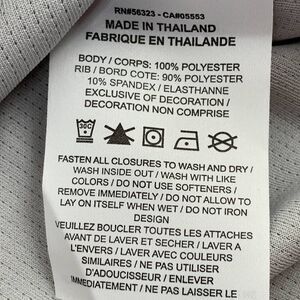 RN#56323 - CA#05553
MADE IN THAILAND
FABRIQUE EN THAILANDE
BODY / CORPS: 100% POLYESTER
RIB / BORD COTE: 90% POLYESTER
10% SPANDEX / ELASTHANNE
EXCLUSIVE OF DECORATION /
DECORATION NON COMPRISE
30C
FASTEN ALL CLOSURES TO WASH AND DRY /
WASH INSIDE OUT / WASH WITH LIKE
COLORS / DO NOT USE SOFTENERS /
REMOVE IMMEDIATELY / DO NOT ALLOW TO
LAY ON ITSELF WHEN WET / DO NOT IRON
DESIGN
VEUILLEZ BOUCLER TOUTES LES ATTACHES
AVANT DE LAVER ET SECHER / LAVER A
L'ENVERS / LAVER AVEC COULEURS
SIMILAIRES / NE PAS UTILISER
D'ADOUCISSEUR / ENLEVER
IMMEDIATEMENT / NE PAS LAISSER LE